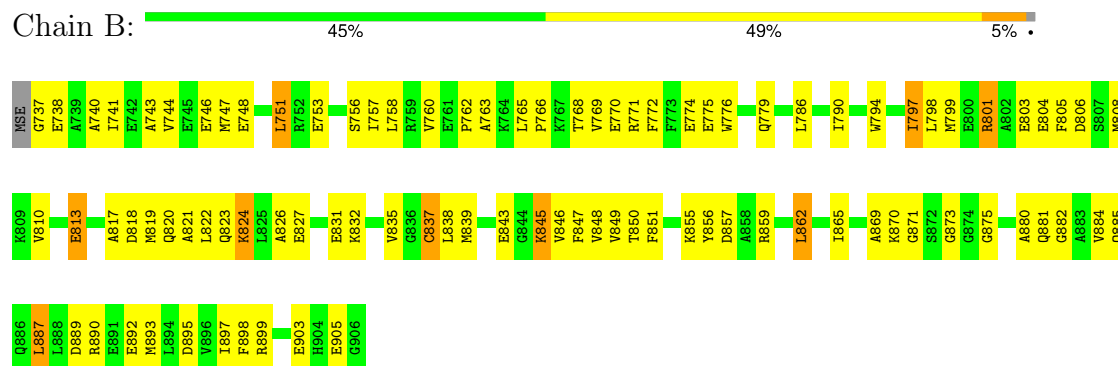 Chain B:
45% 49% 5% •
MSE G737 E738 A739 A740 I741 E742 A743 V744 E745 E746 M747 E748 L751 R752 E753 S756 I757 L758 R759 V760 E761 P762 A763 K764 L765 P766 K767 T768 V769 E770 R771 F772 F773 E774 E775 W776 Q779 L786 I790 W794 I797 L798 M799 E800 R801 A802 E803 E804 F805 D806 S807 M808
K809 V810 E813 A817 D818 M819 Q820 A821 L822 Q823 K824 L825 A826 E827 E831 K832 V835 G836 C837 L838 M839 E843 G844 K845 V846 F847 V848 V849 T850 F851 K855 Y856 D857 A858 R859 L862 I865 A869 K870 G871 S872 G873 G874 G875 A880 Q881 G882 A883 V884 Q885
Q886 L887 L888 D889 R890 E891 E892 M893 L894 D895 V896 I897 F898 R899 E903 H904 E905 G906